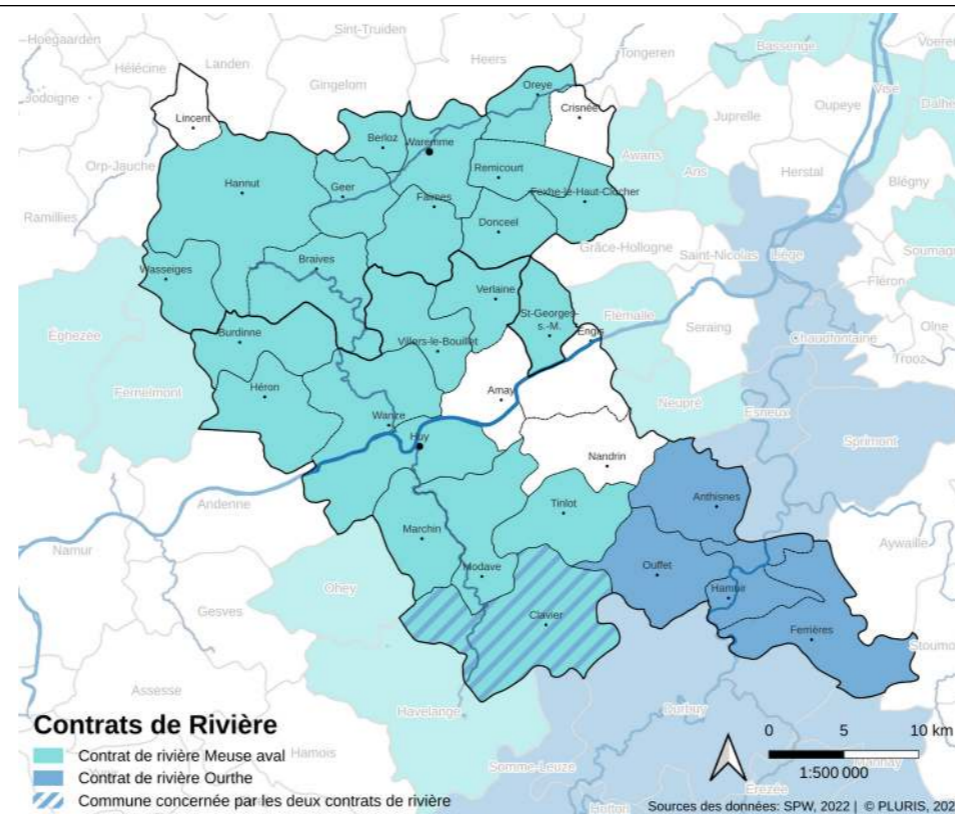 Hoegaarden
Sint-Truiden
Tongeren
Voeren
Hélécine
Landen
Heers
Bassenge
Gingelom
Oreye
Visé
Lincent
Crisnée
Juprelle
Oupeye
Dalhem
Berloz
Waremme
Orp-Jauche
Remicourt
Awans
Ans
Herstal
Blégny
Hannut
Geer
Faimes
Fexhe-le-Haut-Clocher
Ramillies
Donceel
Grâce-Hollogne
Saint-Nicolas
Liège
Soumagne
Braives
Wasseiges
Verlaine
Fléron
St-Georges-
s.-M.
Flémalle
Éghezée
Burdinne
Villers-le-Bouillet
Engis
Seraing
Olne
Chaudfontaine
Trooz
Fernelmont
Héron
Amay
Neupré
Wanze
Huy
Esneux
Sprimont
Nandrin
Andenne
Anthisnes
Tinlot
Namur
Marchin
Aywaille
Ohey
Modave
Ouffet
Hamoir
Gesves
Clavier
Ferrières
Stoumo
Assesse
Havelange
Durbuy
Contrats de Rivière
0 5 10 km
Contrat de rivière Meuse aval
Hamois
Somme-Leuze
Manhay
1:500 000
Contrat de rivière Ourthe
Erezée
Commune concernée par les deux contrats de rivière
Hotton
Sources des données: SPW, 2022 | © PLURIS, 202